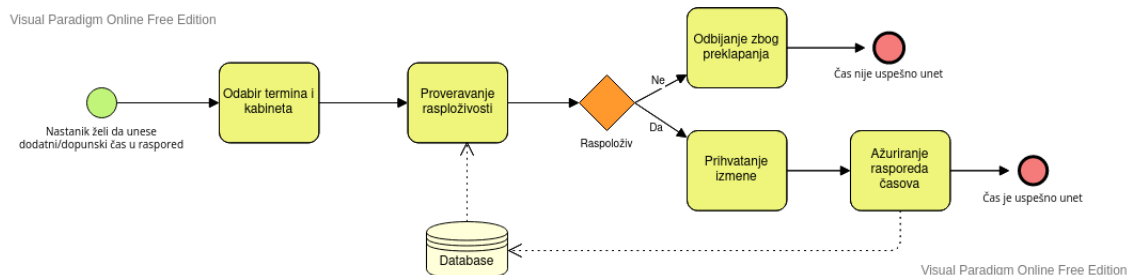 Visual Paradigm Online Free Edition
Nastanik želi da unese
dodatni/dopunski čas u raspored
Odabir termina i
kabineta
Proveravanje
rasploživosti
Raspoloživ
Ne
Da
Odbijanje zbog
preklapanja
Čas nije uspešno unet
Prihvatanje
izmene
Ažuriranje
rasporeda
časova
Čas je uspešno unet
Database
Visual Paradigm Online Free Edition